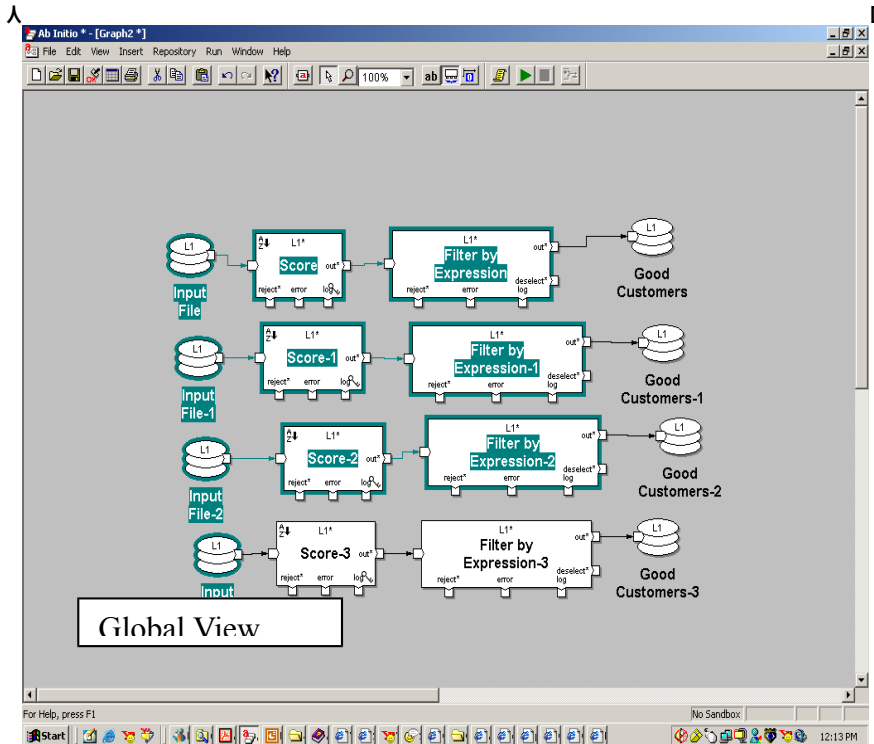 Ab Initio * - [Graph2 *]
File Edit View Insert Repository Run Window Help
100%
ab
L1
Input
File
L1*
Score
out*
reject* error log
L1*
Filter by
Expression
out*
deselect*
reject* error log
L1
Good
Customers
L1
Input
File-1
L1*
Score-1
out*
reject* error log
L1*
Filter by
Expression-1
out*
deselect*
reject* error log
L1
Good
Customers-1
L1
Input
File-2
L1*
Score-2
out*
reject* error log
L1*
Filter by
Expression-2
out*
deselect*
reject* error log
L1
Good
Customers-2
L1
Input
L1*
Score-3
out*
reject* error log
L1*
Filter by
Expression-3
out*
deselect*
reject* error log
L1
Good
Customers-3
Global View
For Help, press F1
No Sandbox
Start
12:13 PM